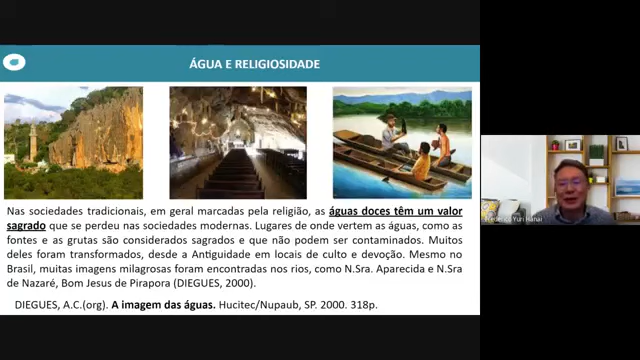 ÁGUA E RELIGIOSIDADE
Nas sociedades tradicionais, em geral marcadas pela religião, as águas doces têm um valor
sagrado que se perdeu nas sociedades modernas. Lugares de onde vertem as águas, como as
fontes e as grutas são considerados sagrados e que não podem ser contaminados. Muitos
deles foram transformados, desde a Antiguidade em locais de culto e devoção. Mesmo no
Brasil, muitas imagens milagrosas foram encontradas nos rios, como N.Sra. Aparecida e N.Sra
de Nazaré, Bom Jesus de Pirapora (DIEGUES, 2000).
DIEGUES, A.C.(org). A imagem das águas. Hucitec/Nupaub, SP. 2000. 318p.
Frederico Yuri Hanai